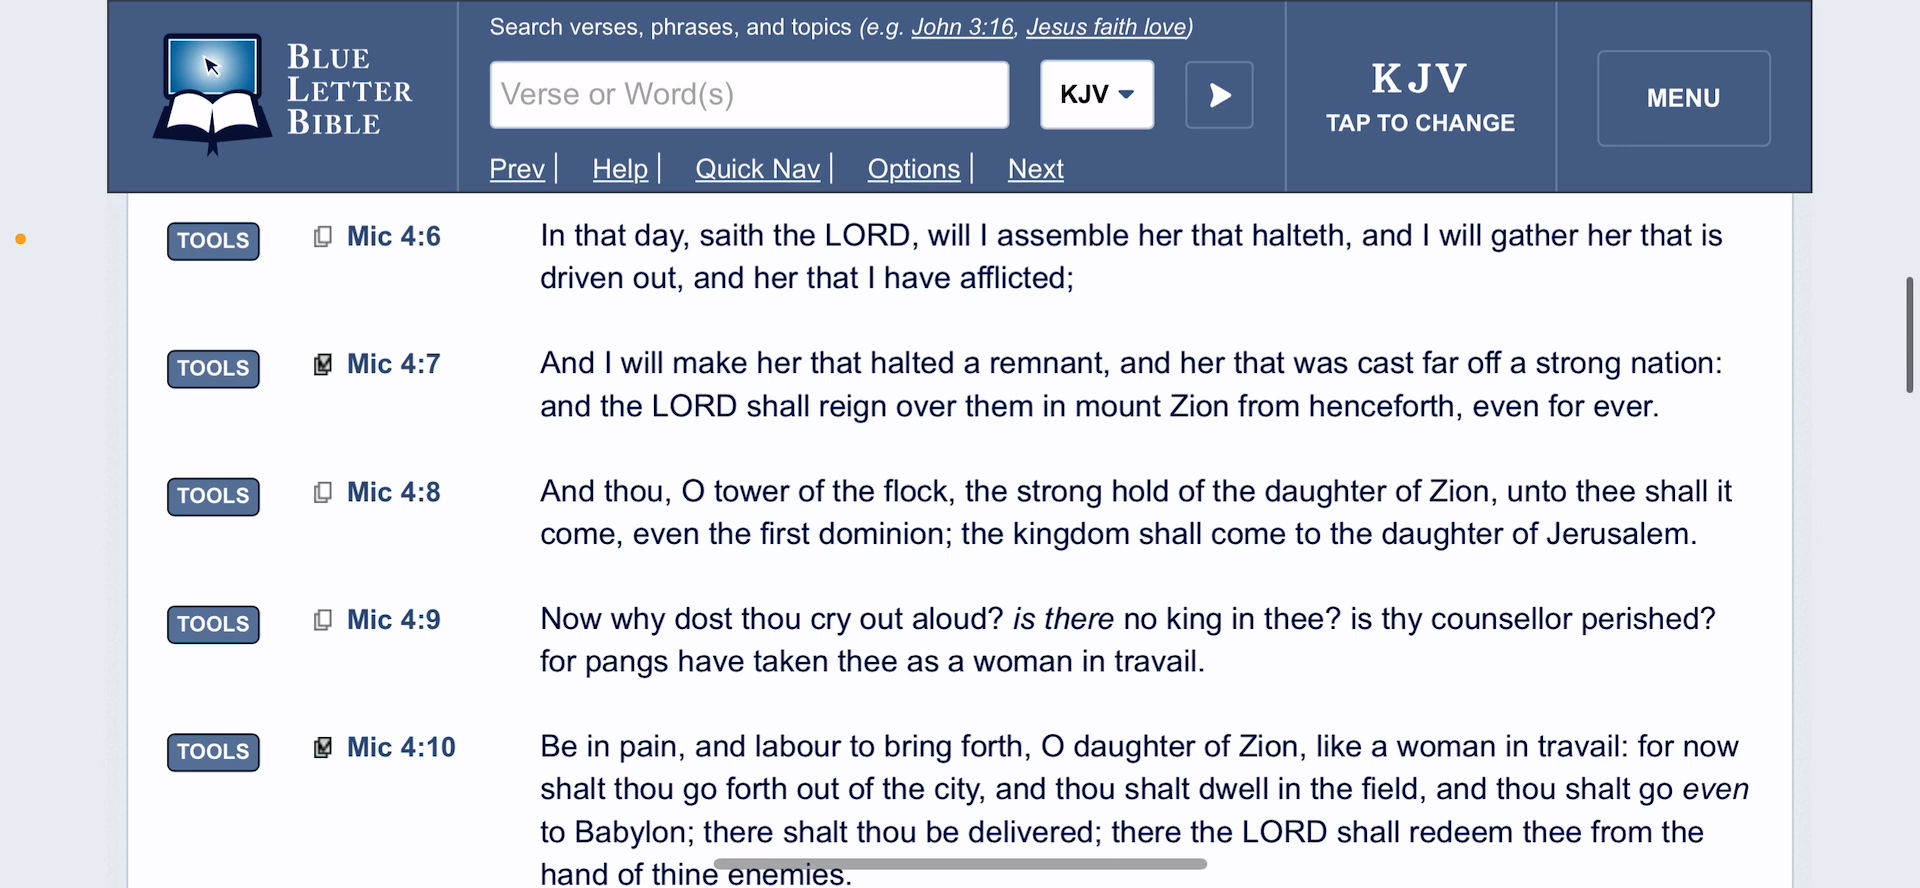 BLUE
LETTER
BIBLE
Search verses, phrases, and topics (e.g. John 3:16, Jesus faith love)
Verse or Word(s)
KJV
Prev | Help | Quick Nav | Options | Next
KJV
TAP TO CHANGE
MENU
TOOLS Mic 4:6 In that day, saith the LORD, will I assemble her that halteth, and I will gather her that is
driven out, and her that I have afflicted;
TOOLS Mic 4:7 And I will make her that halted a remnant, and her that was cast far off a strong nation:
and the LORD shall reign over them in mount Zion from henceforth, even for ever.
TOOLS Mic 4:8 And thou, O tower of the flock, the strong hold of the daughter of Zion, unto thee shall it
come, even the first dominion; the kingdom shall come to the daughter of Jerusalem.
TOOLS Mic 4:9 Now why dost thou cry out aloud? is there no king in thee? is thy counsellor perished?
for pangs have taken thee as a woman in travail.
TOOLS Mic 4:10 Be in pain, and labour to bring forth, O daughter of Zion, like a woman in travail: for now
shalt thou go forth out of the city, and thou shalt dwell in the field, and thou shalt go even
to Babylon; there shalt thou be delivered; there the LORD shall redeem thee from the
hand of thine enemies.